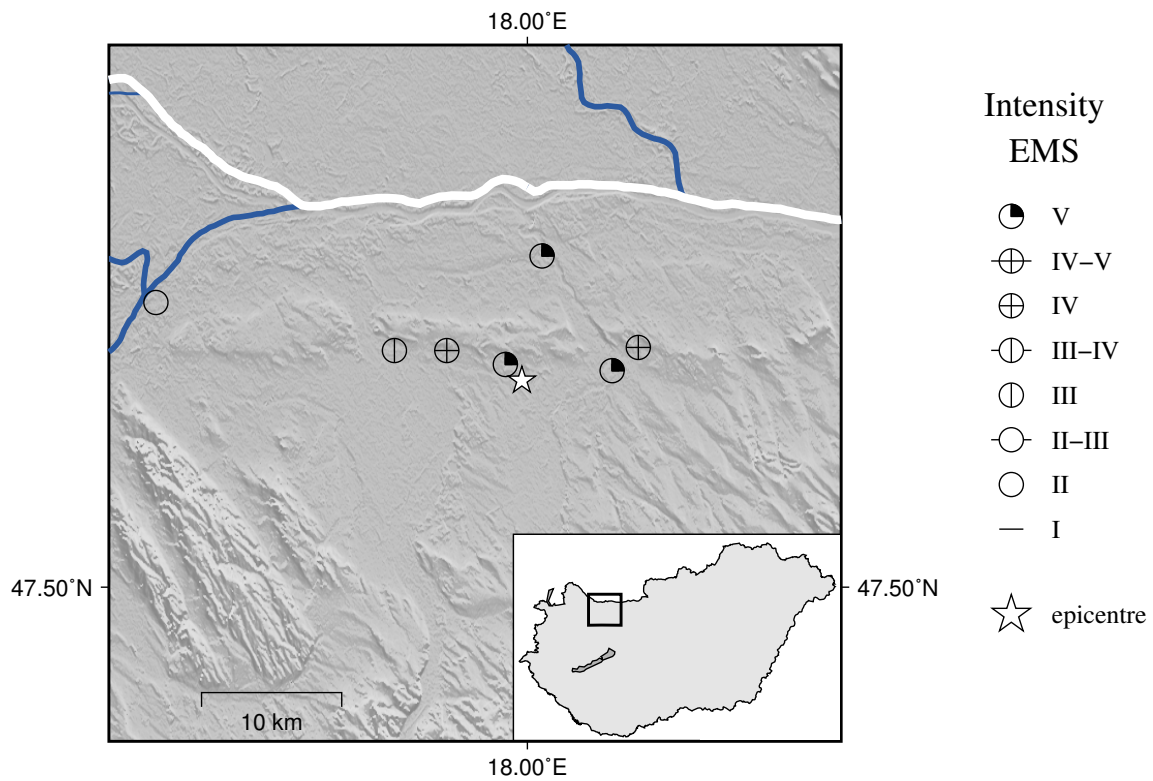 18.00°E
Intensity
EMS
V
IV–V
IV
III–IV
III
II–III
II
I
47.50°N
47.50°N
epicentre
10 km
18.00°E